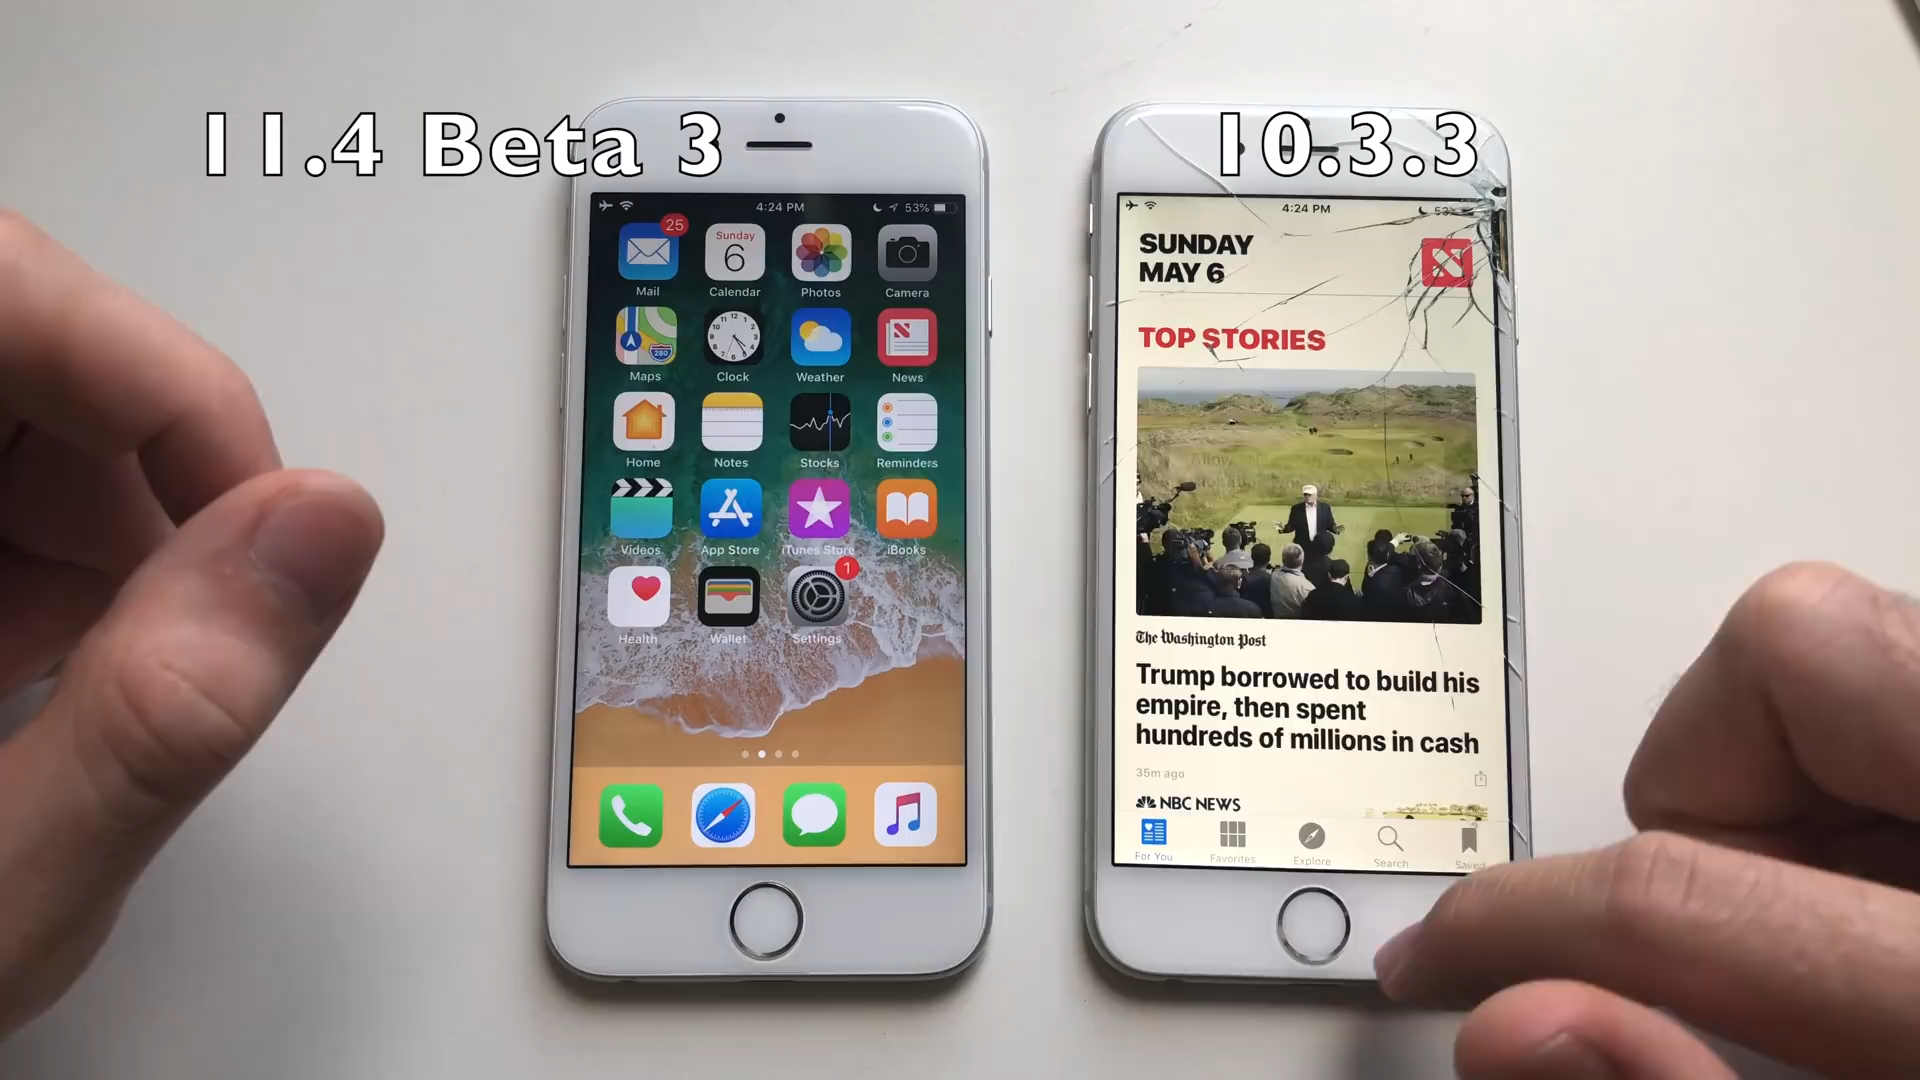 11.4 Beta 3
10.3.3
4:24 PM
53%
25
Sunday
6
Mail
Calendar
Photos
Camera
280
Maps
Clock
Weather
News
Home
Notes
Stocks
Reminders
Videos
App Store
iTunes Store
iBooks
1
Health
Wallet
Settings
4:24 PM
SUNDAY
MAY 6
TOP STORIES
The Washington Post
Trump borrowed to build his
empire, then spent
hundreds of millions in cash
35m ago
NBC NEWS
For You
Favorites
Explore
Search
Saved